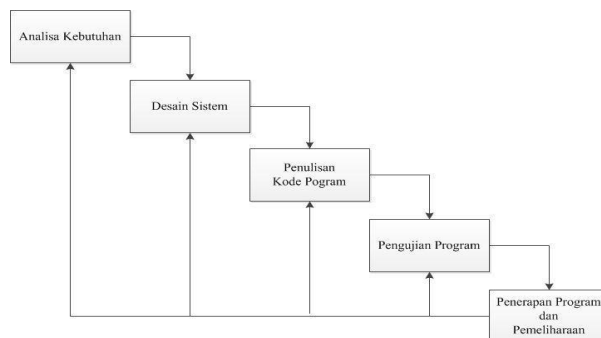 Analisa Kebutuhan
Desain Sistem
Penulisan
Kode Pogram
Pengujian Program
Penerapan Program
dan
Pemeliharaan